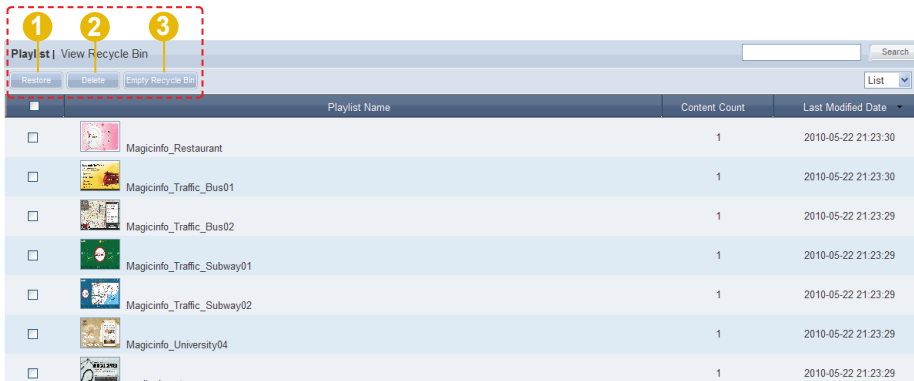 1 2 3
Playlist | View Recycle Bin Search
Restore Delete Empty Recycle Bin List
Playlist Name Content Count Last Modified Date
Magicinfo_Restaurant 1 2010-05-22 21:23:30
Magicinfo_Traffic_Bus01 1 2010-05-22 21:23:30
Magicinfo_Traffic_Bus02 1 2010-05-22 21:23:29
Magicinfo_Traffic_Subway01 1 2010-05-22 21:23:29
Magicinfo_Traffic_Subway02 1 2010-05-22 21:23:29
Magicinfo_University04 1 2010-05-22 21:23:29
1 2010-05-22 21:23:29